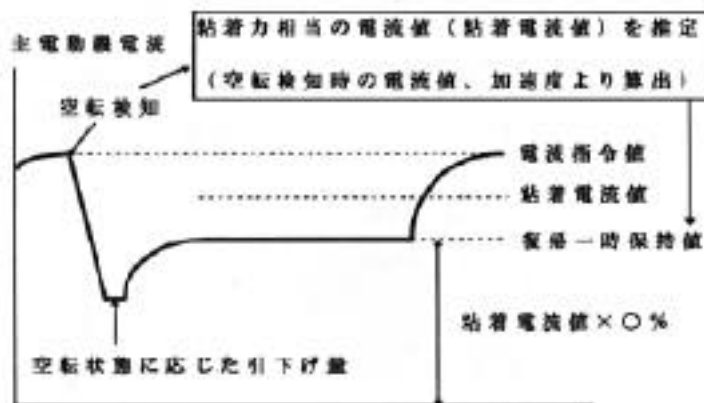 粘着力相当の電流値(粘着電流値)を推定
(空転検知時の電流値、加速度より算出)
主電動機電流
空転検知
電流指令値
粘着電流値
復帰一時保持値
粘着電流値×○%
空転状態に応じた引下げ量